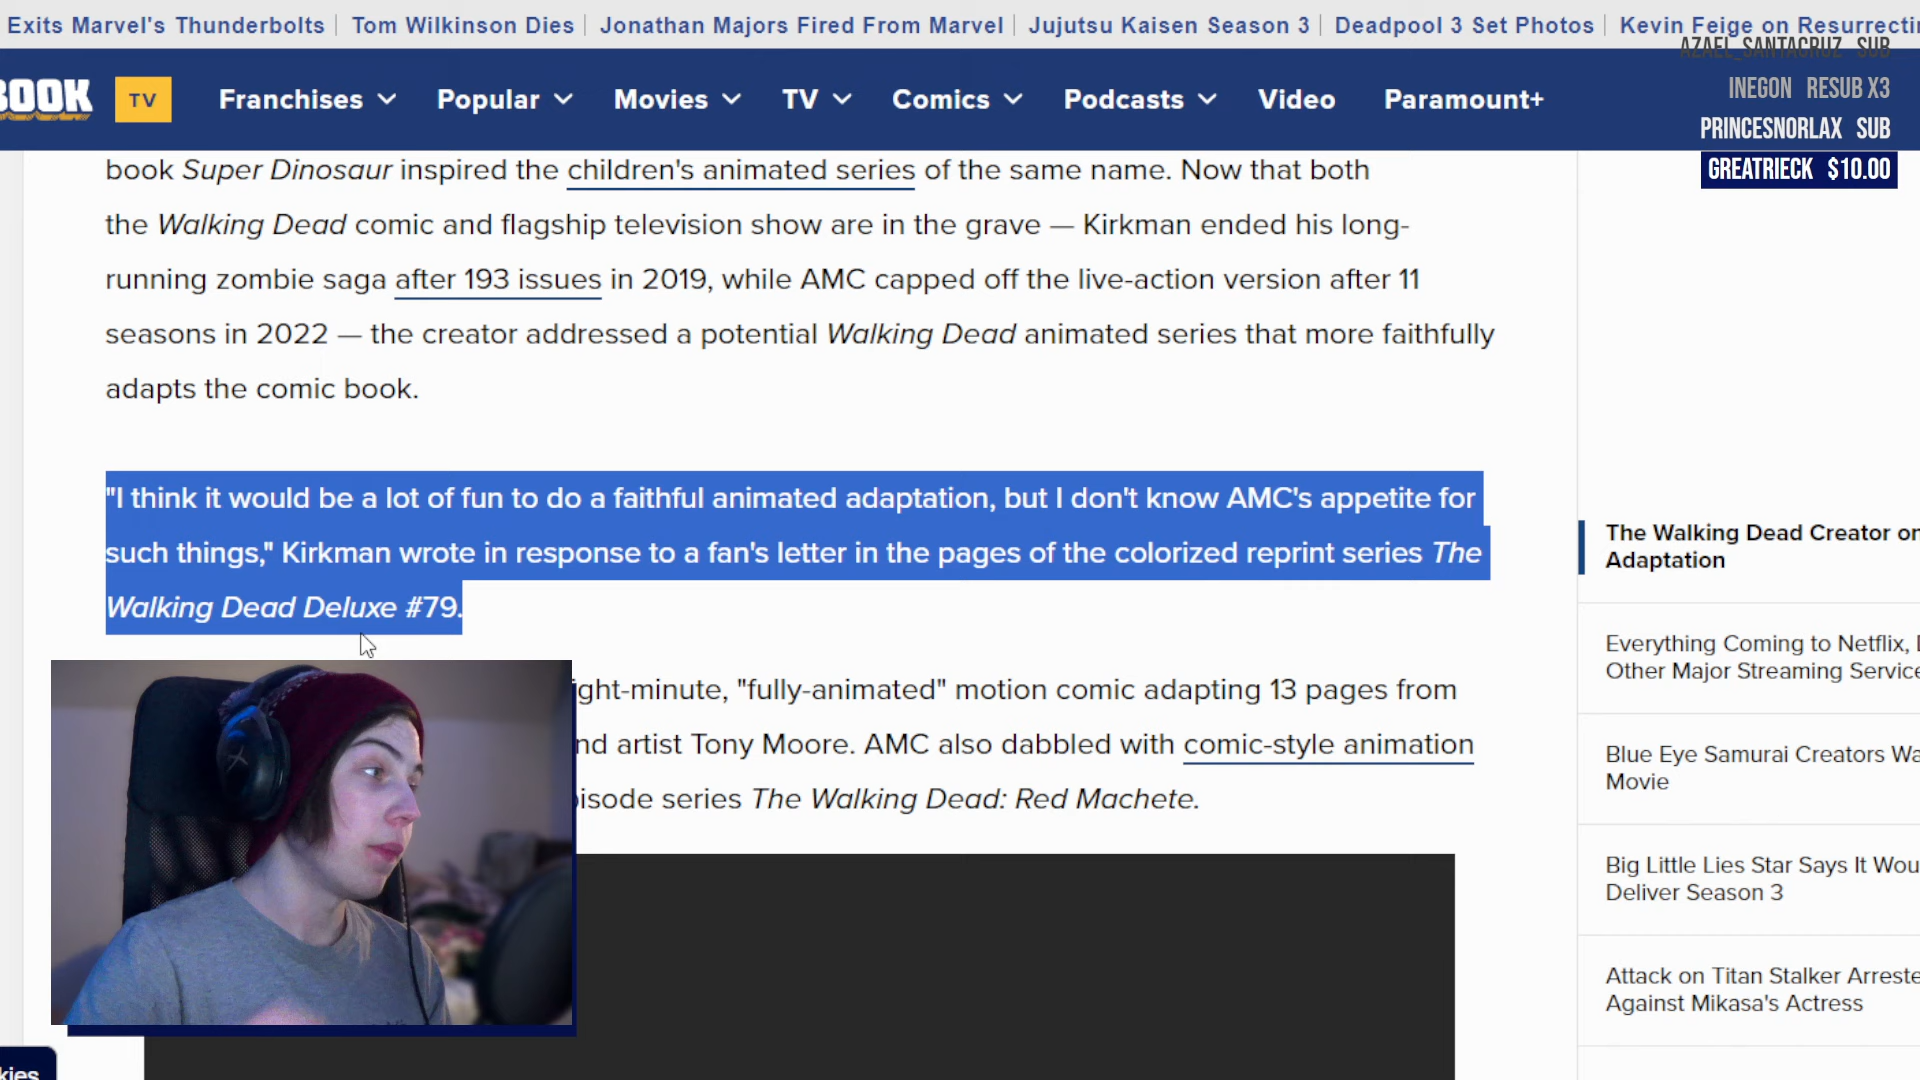 Exits Marvel's Thunderbolts | Tom Wilkinson Dies | Jonathan Majors Fired From Marvel | Jujutsu Kaisen Season 3 | Deadpool 3 Set Photos | Kevin Feige on
AZAEL_SANTACRUZ SUB
INEGON RESUB X3
PRINCESNORLAX SUB
GREATRIECK $10.00
BOOK TV Franchises Popular Movies TV Comics Podcasts Video Paramount+
book Super Dinosaur inspired the children's animated series of the same name. Now that both
the Walking Dead comic and flagship television show are in the grave — Kirkman ended his long-
running zombie saga after 193 issues in 2019, while AMC capped off the live-action version after 11
seasons in 2022 — the creator addressed a potential Walking Dead animated series that more faithfully
adapts the comic book.
"I think it would be a lot of fun to do a faithful animated adaptation, but I don't know AMC's appetite for
such things," Kirkman wrote in response to a fan's letter in the pages of the colorized reprint series The
Walking Dead Deluxe #79.
ight-minute, "fully-animated" motion comic adapting 13 pages from
nd artist Tony Moore. AMC also dabbled with comic-style animation
pisode series The Walking Dead: Red Machete.
The Walking Dead Creator on
Adaptation
Everything Coming to Netflix,
Other Major Streaming Service
Blue Eye Samurai Creators Wa
Movie
Big Little Lies Star Says It Wou
Deliver Season 3
Attack on Titan Stalker Arreste
Against Mikasa's Actress
kies